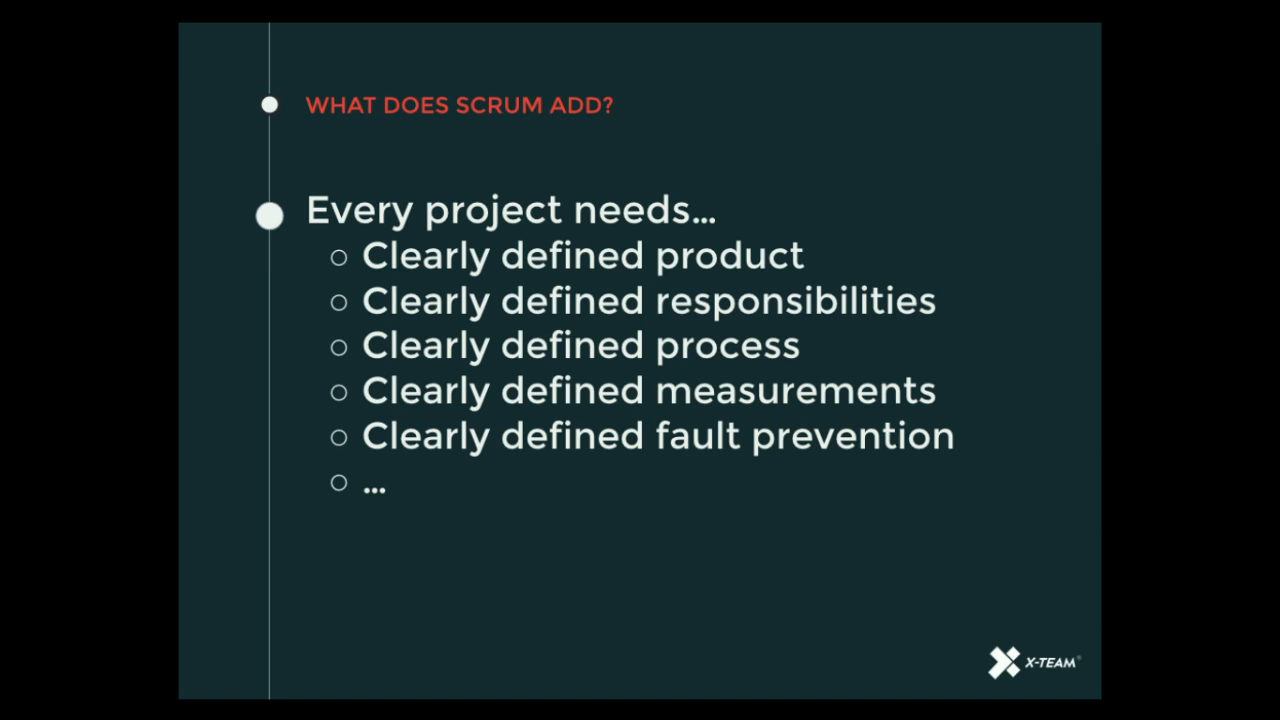 WHAT DOES SCRUM ADD?
Every project needs...
Clearly defined product
Clearly defined responsibilities
Clearly defined process
Clearly defined measurements
Clearly defined fault prevention
...
X-TEAM